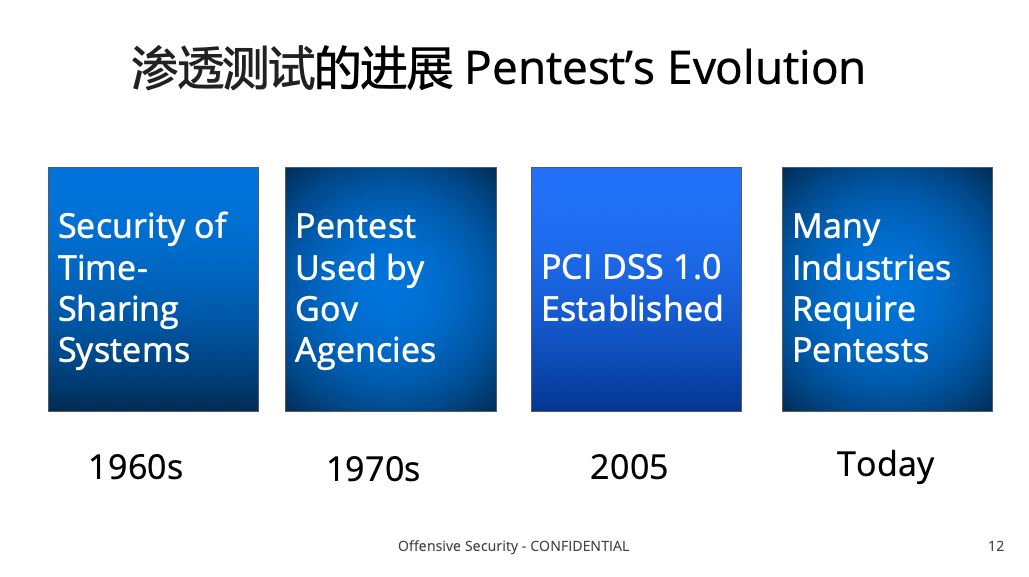 渗透测试的进展 Pentest’s Evolution
Security of
Time-
Sharing
Systems
Pentest
Used by
Gov
Agencies
PCI DSS 1.0
Established
Many
Industries
Require
Pentests
1960s
1970s
2005
Today
Offensive Security - CONFIDENTIAL
12